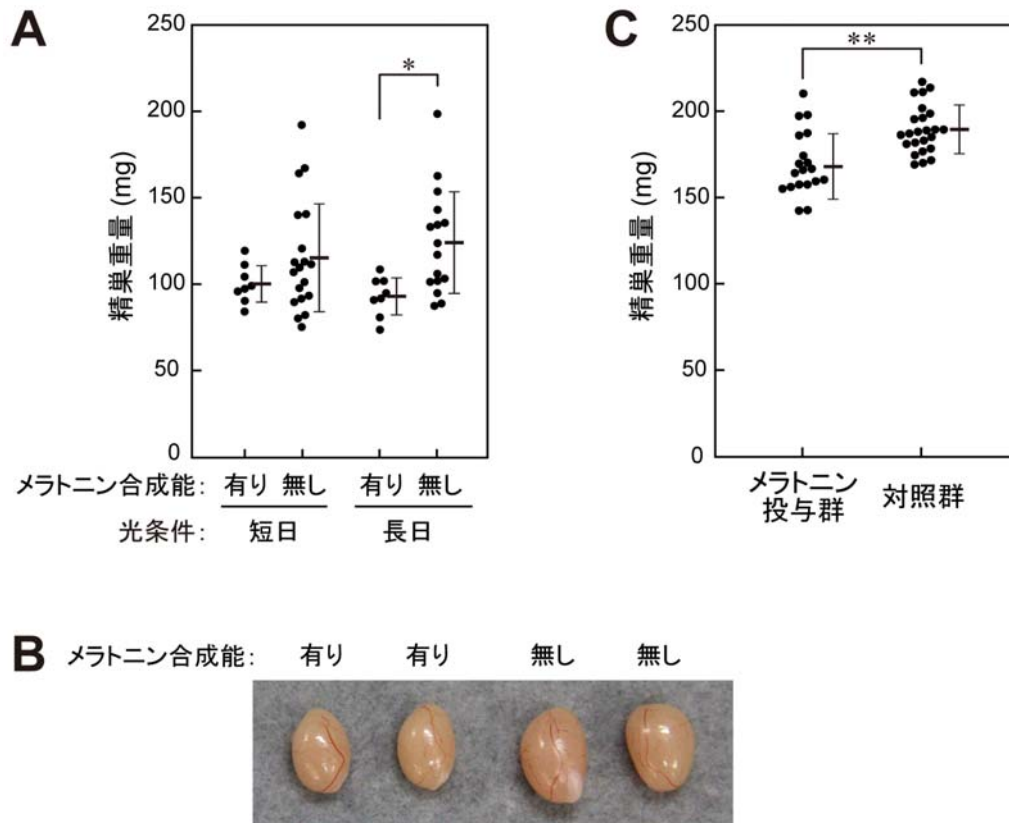 A
精巣重量 (mg)
250
200
150
100
50
0
*
メラトニン合成能: 有り 無し 有り 無し
光条件: 短日 長日
C
精巣重量 (mg)
250
200
150
100
50
0
**
メラトニン
投与群
対照群
B メラトニン合成能: 有り 有り 無し 無し